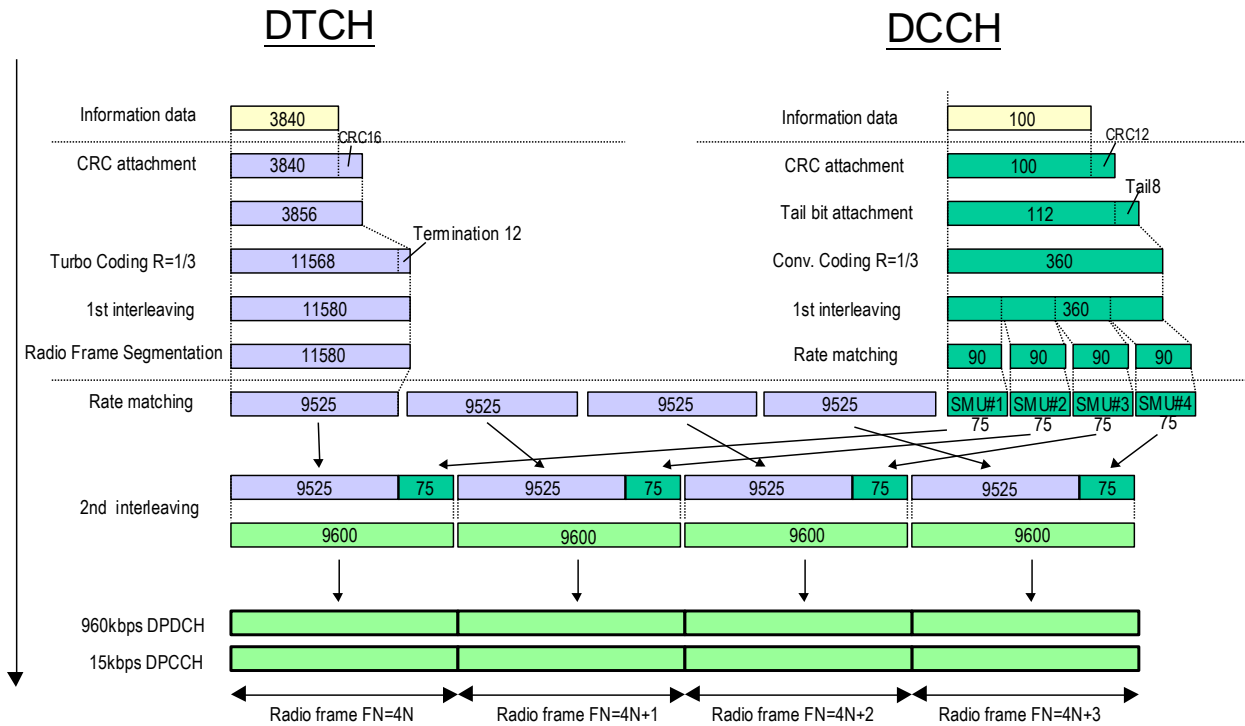 DTCH
DCCH
Information data
3840
Information data
100
CRC16
CRC12
CRC attachment
3840
CRC attachment
100
Tail8
3856
Tail bit attachment
112
Termination 12
Turbo Coding R=1/3
11568
Conv. Coding R=1/3
360
1st interleaving
11580
1st interleaving
360
Radio Frame Segmentation
11580
Rate matching
90
90
90
90
Rate matching
9525
9525
9525
9525
SMU#1
SMU#2
SMU#3
SMU#4
75
75
75
75
2nd interleaving
9525
75
9525
75
9525
75
9525
75
9600
9600
9600
9600
960kbps DPDCH
15kbps DPCCH
Radio frame FN=4N
Radio frame FN=4N+1
Radio frame FN=4N+2
Radio frame FN=4N+3